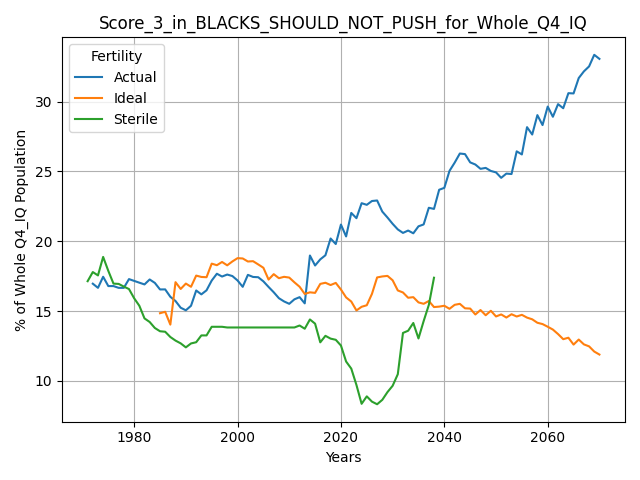 Score_3_in_BLACKS_SHOULD_NOT_PUSH_for_Whole_Q4_IQ
Fertility
Actual
Ideal
Sterile
% of Whole Q4_IQ Population
30
25
20
15
10
1980
2000
2020
2040
2060
Years